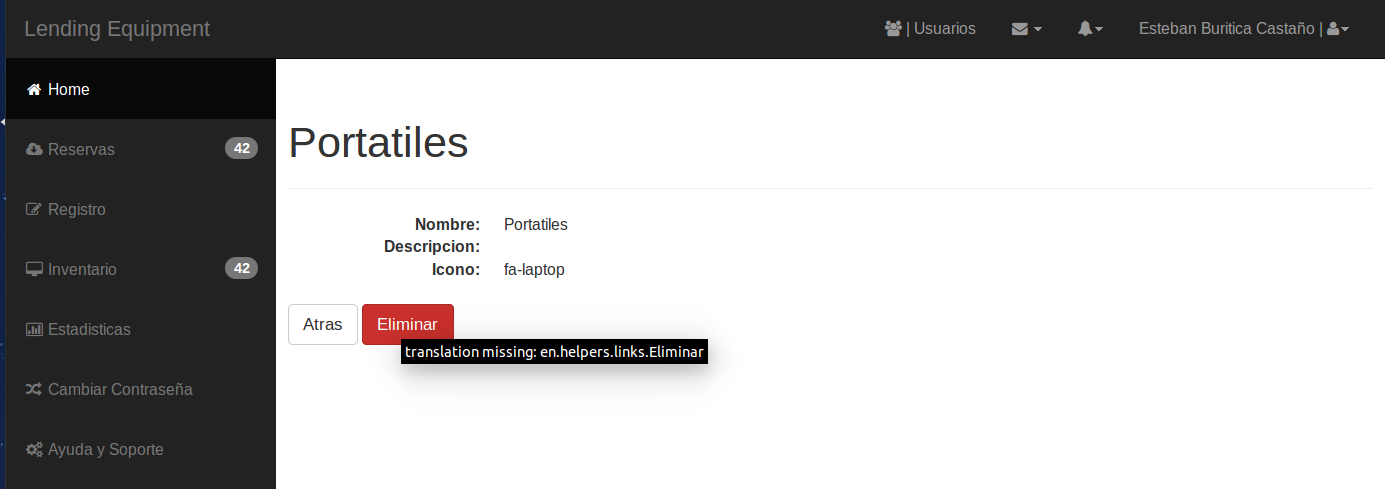 Lending Equipment
| Usuarios
Esteban Buritica Castaño |
Home
Reservas 42
Registro
Inventario 42
Estadisticas
Cambiar Contraseña
Ayuda y Soporte
Portatiles
Nombre: Portatiles
Descripcion:
Icono: fa-laptop
Atras Eliminar
translation missing: en.helpers.links.Eliminar